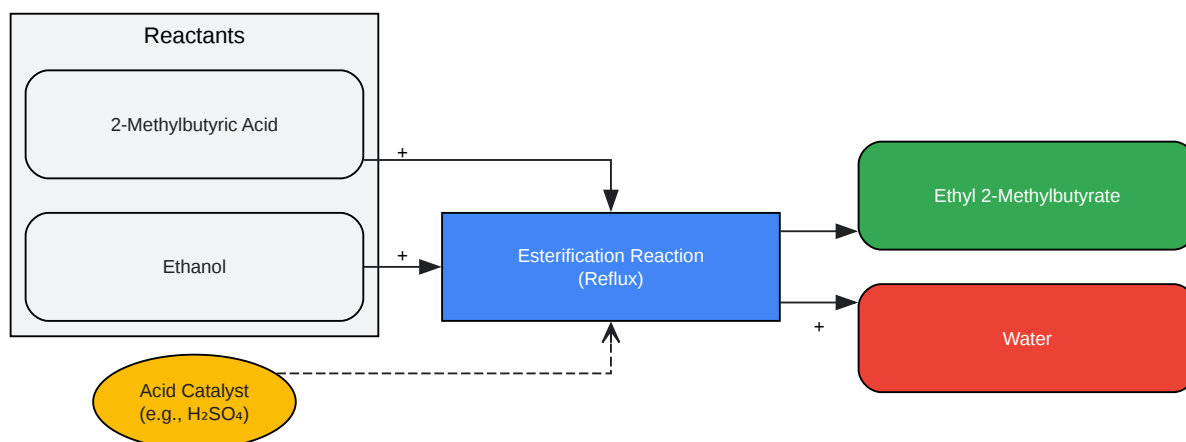 Reactants
2-Methylbutyric Acid
+
Ethanol
+
Acid Catalyst
(e.g., H₂SO₄)
Esterification Reaction
(Reflux)
Ethyl 2-Methylbutyrate
+
Water